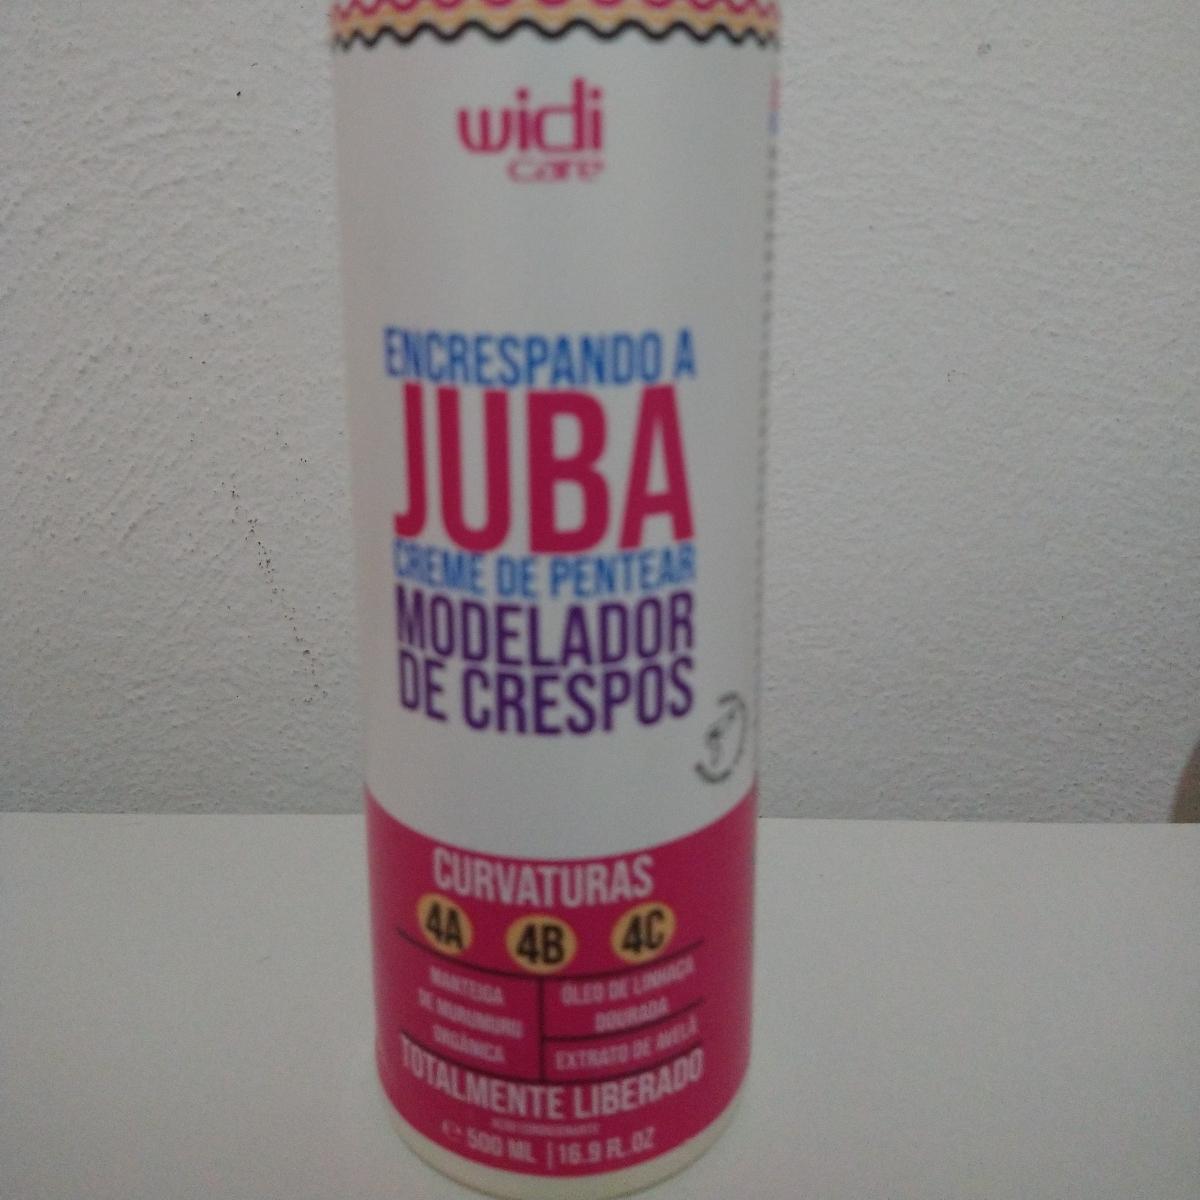 widi
care
ENCRESPANDO A
JUBA
CREME DE PENTEAR
MODELADOR
DE CRESPOS
CURVATURAS
4A 4B 4C
MANTEIGA
DE MURUMURU
ORGÂNICA
ÓLEO DE LINHAÇA
DOURADA
EXTRATO DE AVELÃ
TOTALMENTE LIBERADO
500 ML | 16.9 FL.OZ